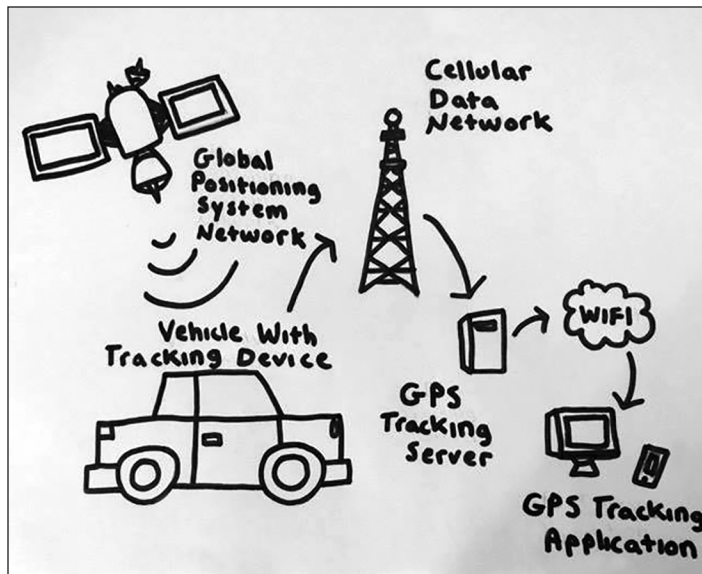 Cellular
Data
Network
Global
Positioning
System
Network
Vehicle With
Tracking Device
WIFI
GPS
Tracking
Server
GPS Tracking
Application